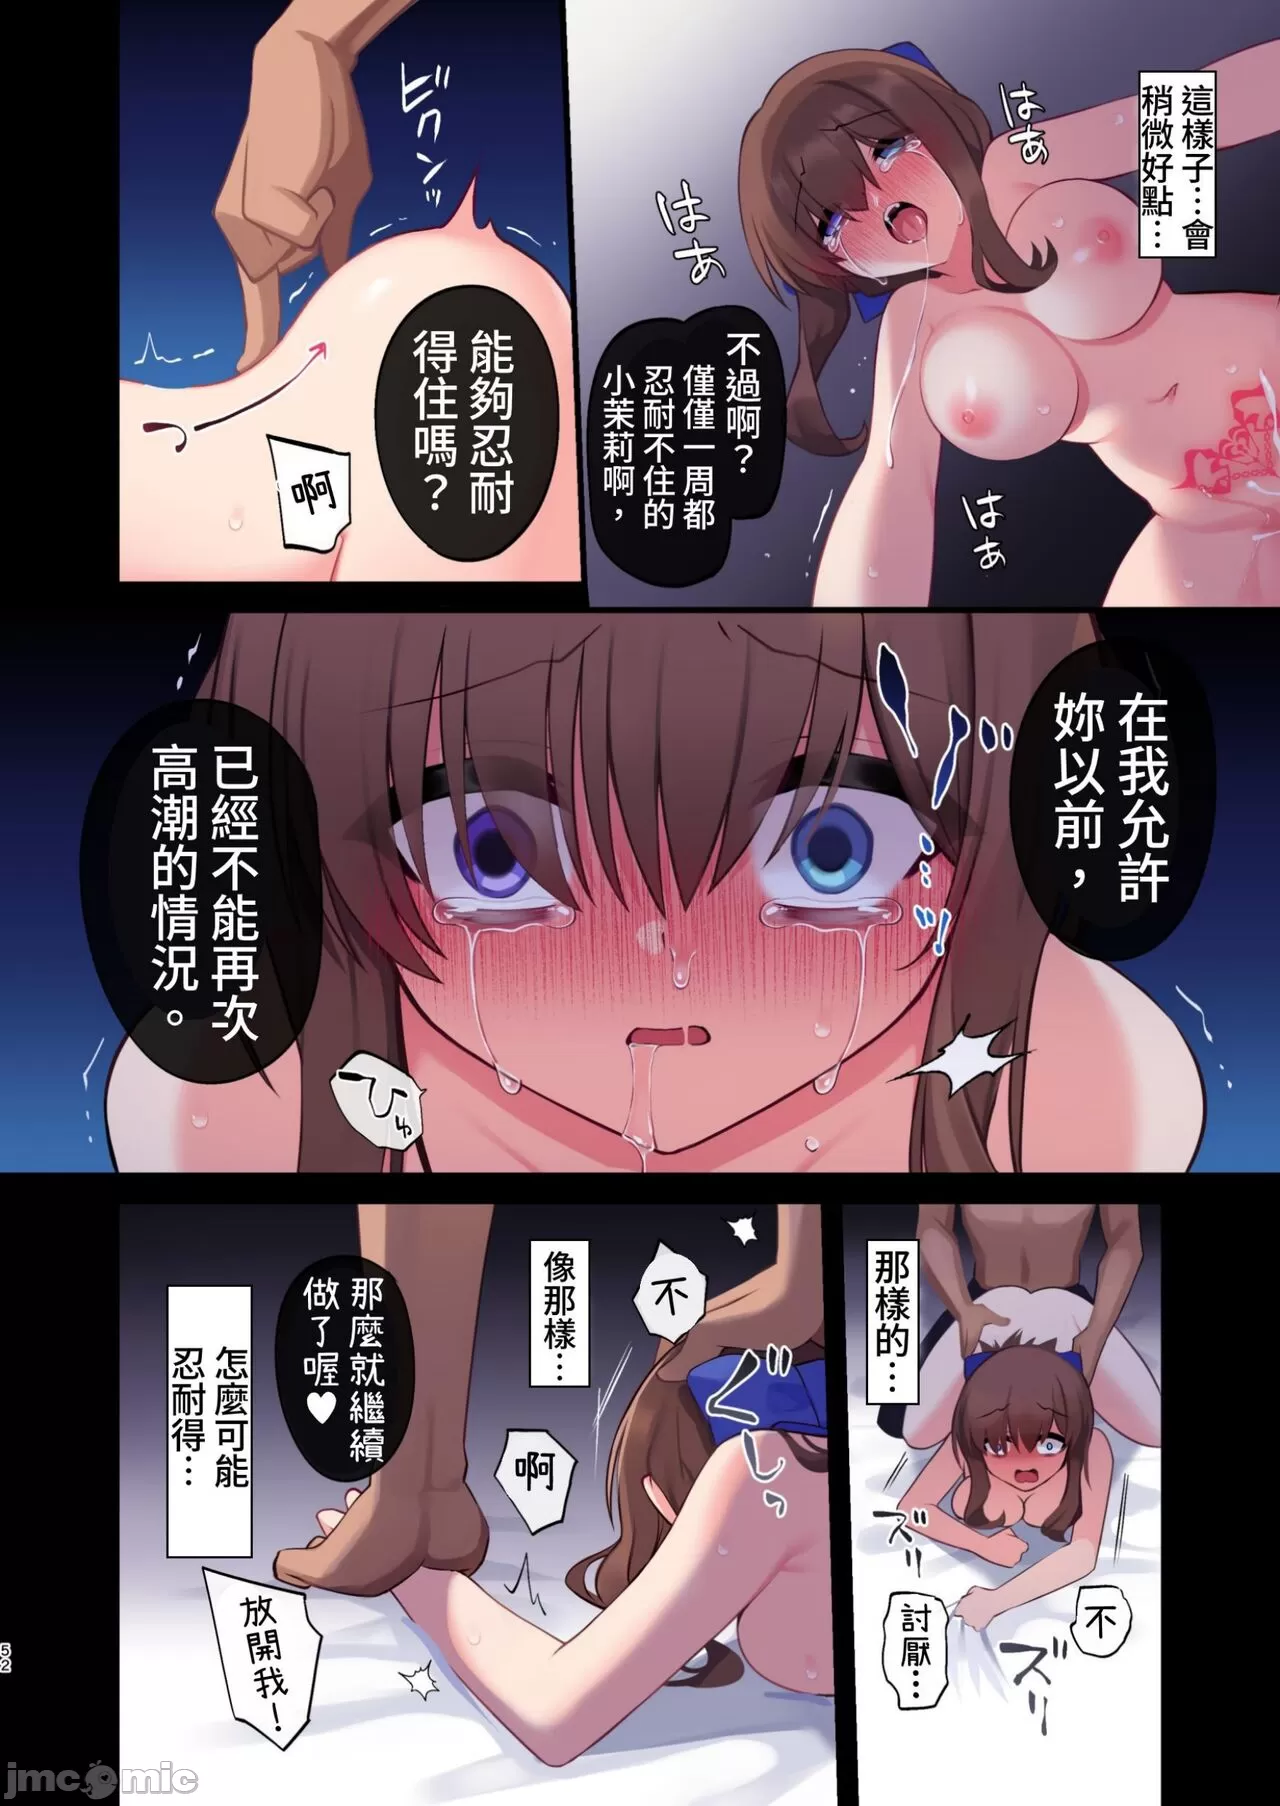 這樣子…會
稍微好點…
はぁ
はぁ
はぁ
不過啊？
僅僅一周都
忍耐不住的
小茉莉啊，
ビクンッ
能夠忍耐
得住嗎？
啊
在我允許
妳以前，
已經不能再次
高潮的情況。
ひゅ
那樣的…
ズリ
ズリ
不
討厭…
像那樣…
不
ぐしっ
啊
那麼就繼續
做了喔♥
怎麼可能
忍耐得…
放開我！
52
jmcomic